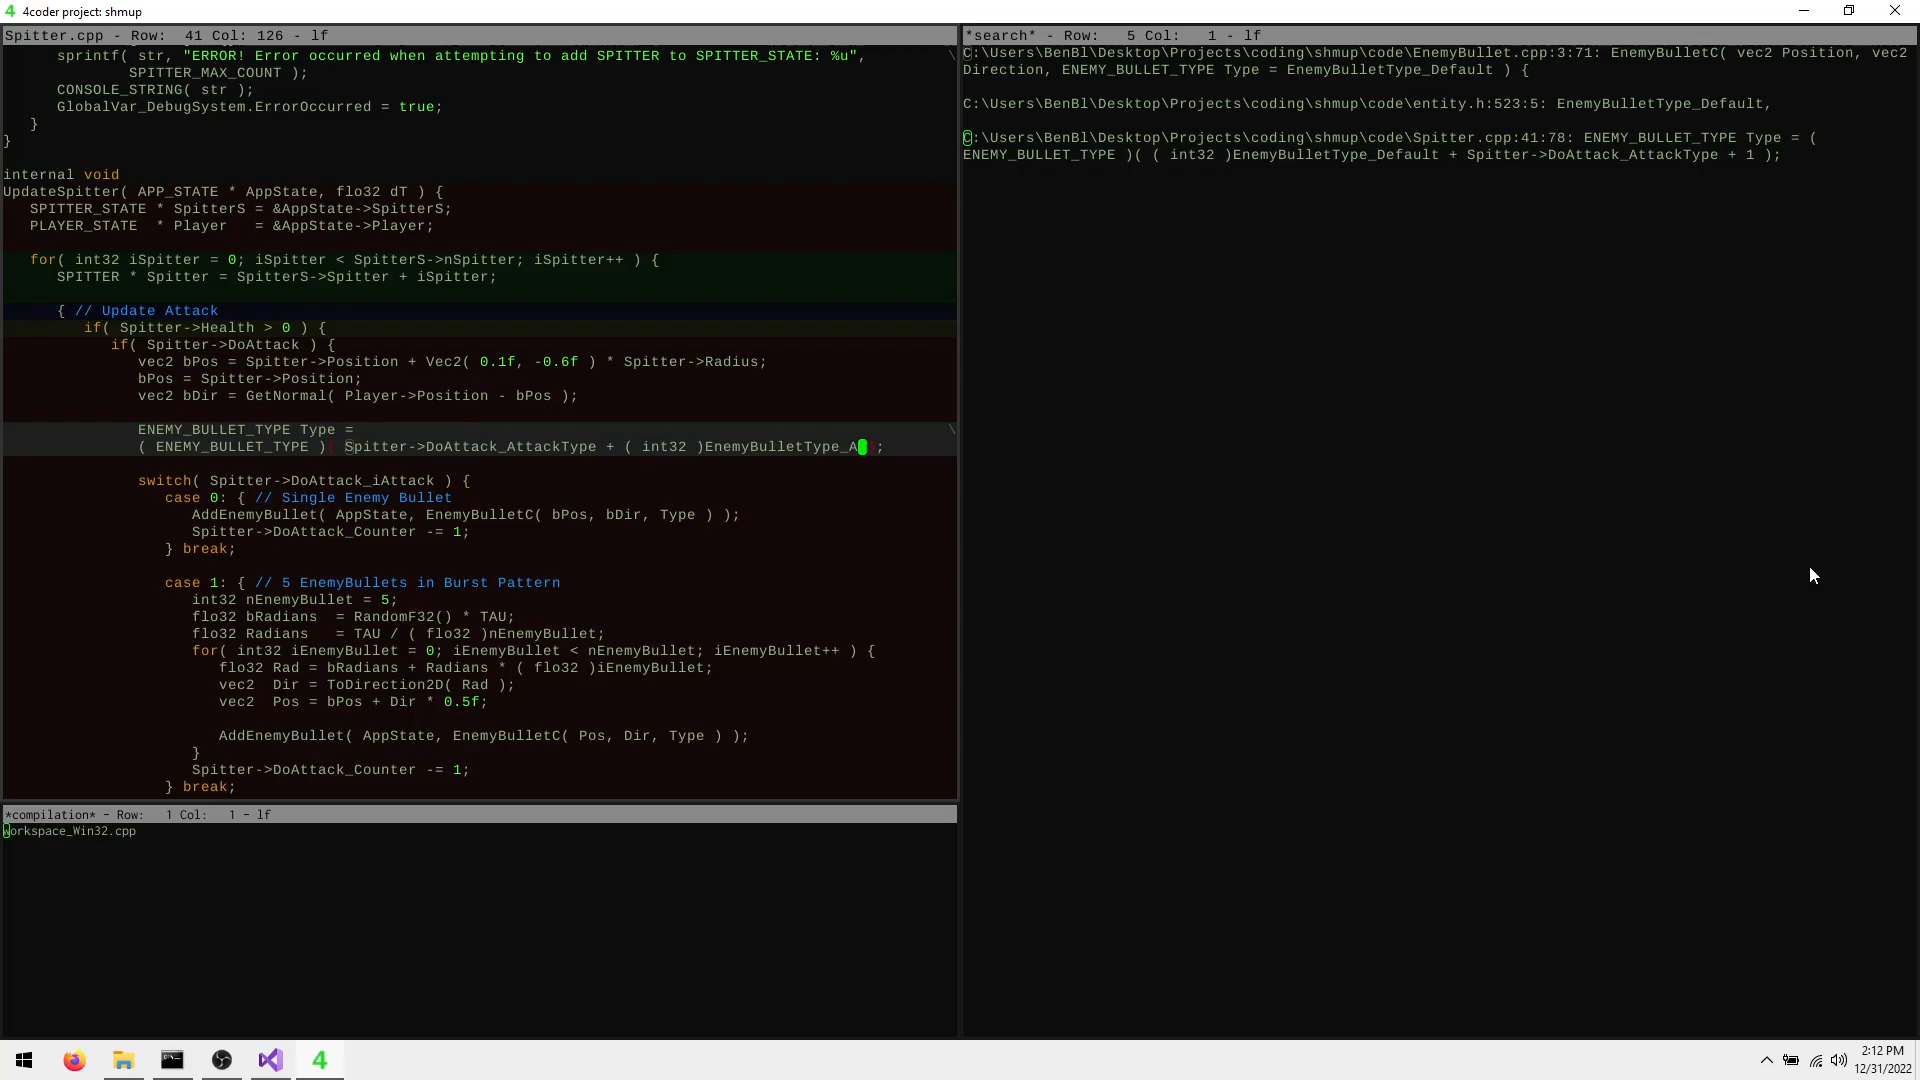 4 4coder project: shmup
Spitter.cpp - Row:  41 Col: 126 - lf
sprintf( str, "ERROR! Error occurred when attempting to add SPITTER to SPITTER_STATE: %u", \
SPITTER_MAX_COUNT );
CONSOLE_STRING( str );
GlobalVar_DebugSystem.ErrorOccurred = true;
}
}
internal void
UpdateSpitter( APP_STATE * AppState, flo32 dT ) {
SPITTER_STATE * SpitterS = &AppState->SpitterS;
PLAYER_STATE  * Player   = &AppState->Player;
for( int32 iSpitter = 0; iSpitter < SpitterS->nSpitter; iSpitter++ ) {
SPITTER * Spitter = SpitterS->Spitter + iSpitter;
{ // Update Attack
if( Spitter->Health > 0 ) {
if( Spitter->DoAttack ) {
vec2 bPos = Spitter->Position + Vec2( 0.1f, -0.6f ) * Spitter->Radius;
bPos = Spitter->Position;
vec2 bDir = GetNormal( Player->Position - bPos );
ENEMY_BULLET_TYPE Type = \
( ENEMY_BULLET_TYPE )( Spitter->DoAttack_AttackType + ( int32 )EnemyBulletType_A );
switch( Spitter->DoAttack_iAttack ) {
case 0: { // Single Enemy Bullet
AddEnemyBullet( AppState, EnemyBulletC( bPos, bDir, Type ) );
Spitter->DoAttack_Counter -= 1;
} break;
case 1: { // 5 EnemyBullets in Burst Pattern
int32 nEnemyBullet = 5;
flo32 bRadians  = RandomF32() * TAU;
flo32 Radians   = TAU / ( flo32 )nEnemyBullet;
for( int32 iEnemyBullet = 0; iEnemyBullet < nEnemyBullet; iEnemyBullet++ ) {
flo32 Rad = bRadians + Radians * ( flo32 )iEnemyBullet;
vec2  Dir = ToDirection2D( Rad );
vec2  Pos = bPos + Dir * 0.5f;
AddEnemyBullet( AppState, EnemyBulletC( Pos, Dir, Type ) );
}
Spitter->DoAttack_Counter -= 1;
} break;
*compilation* - Row:   1 Col:   1 - lf
workspace_Win32.cpp
*search* - Row:   5 Col:   1 - lf
C:\Users\BenBl\Desktop\Projects\coding\shmup\code\EnemyBullet.cpp:3:71: EnemyBulletC( vec2 Position, vec2
Direction, ENEMY_BULLET_TYPE Type = EnemyBulletType_Default ) {
C:\Users\BenBl\Desktop\Projects\coding\shmup\code\entity.h:523:5: EnemyBulletType_Default,
C:\Users\BenBl\Desktop\Projects\coding\shmup\code\Spitter.cpp:41:78: ENEMY_BULLET_TYPE Type = (
ENEMY_BULLET_TYPE )( ( int32 )EnemyBulletType_Default + Spitter->DoAttack_AttackType + 1 );
4
2:12 PM
12/31/2022